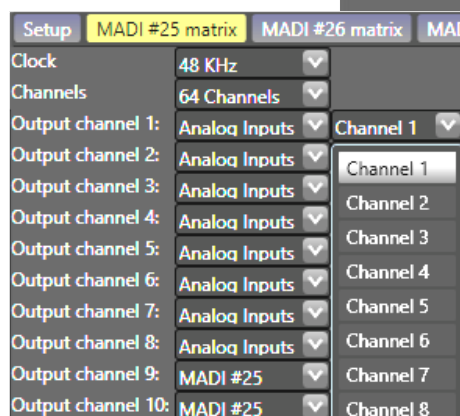 Setup MADI #25 matrix MADI #26 matrix MAD
Clock 48 KHz
Channels 64 Channels
Output channel 1: Analog Inputs Channel 1
Output channel 2: Analog Inputs Channel 1
Output channel 3: Analog Inputs Channel 2
Output channel 4: Analog Inputs Channel 3
Output channel 5: Analog Inputs Channel 4
Output channel 6: Analog Inputs Channel 5
Output channel 7: Analog Inputs Channel 6
Output channel 8: Analog Inputs
Output channel 9: MADI #25 Channel 7
Output channel 10: MADI #25 Channel 8